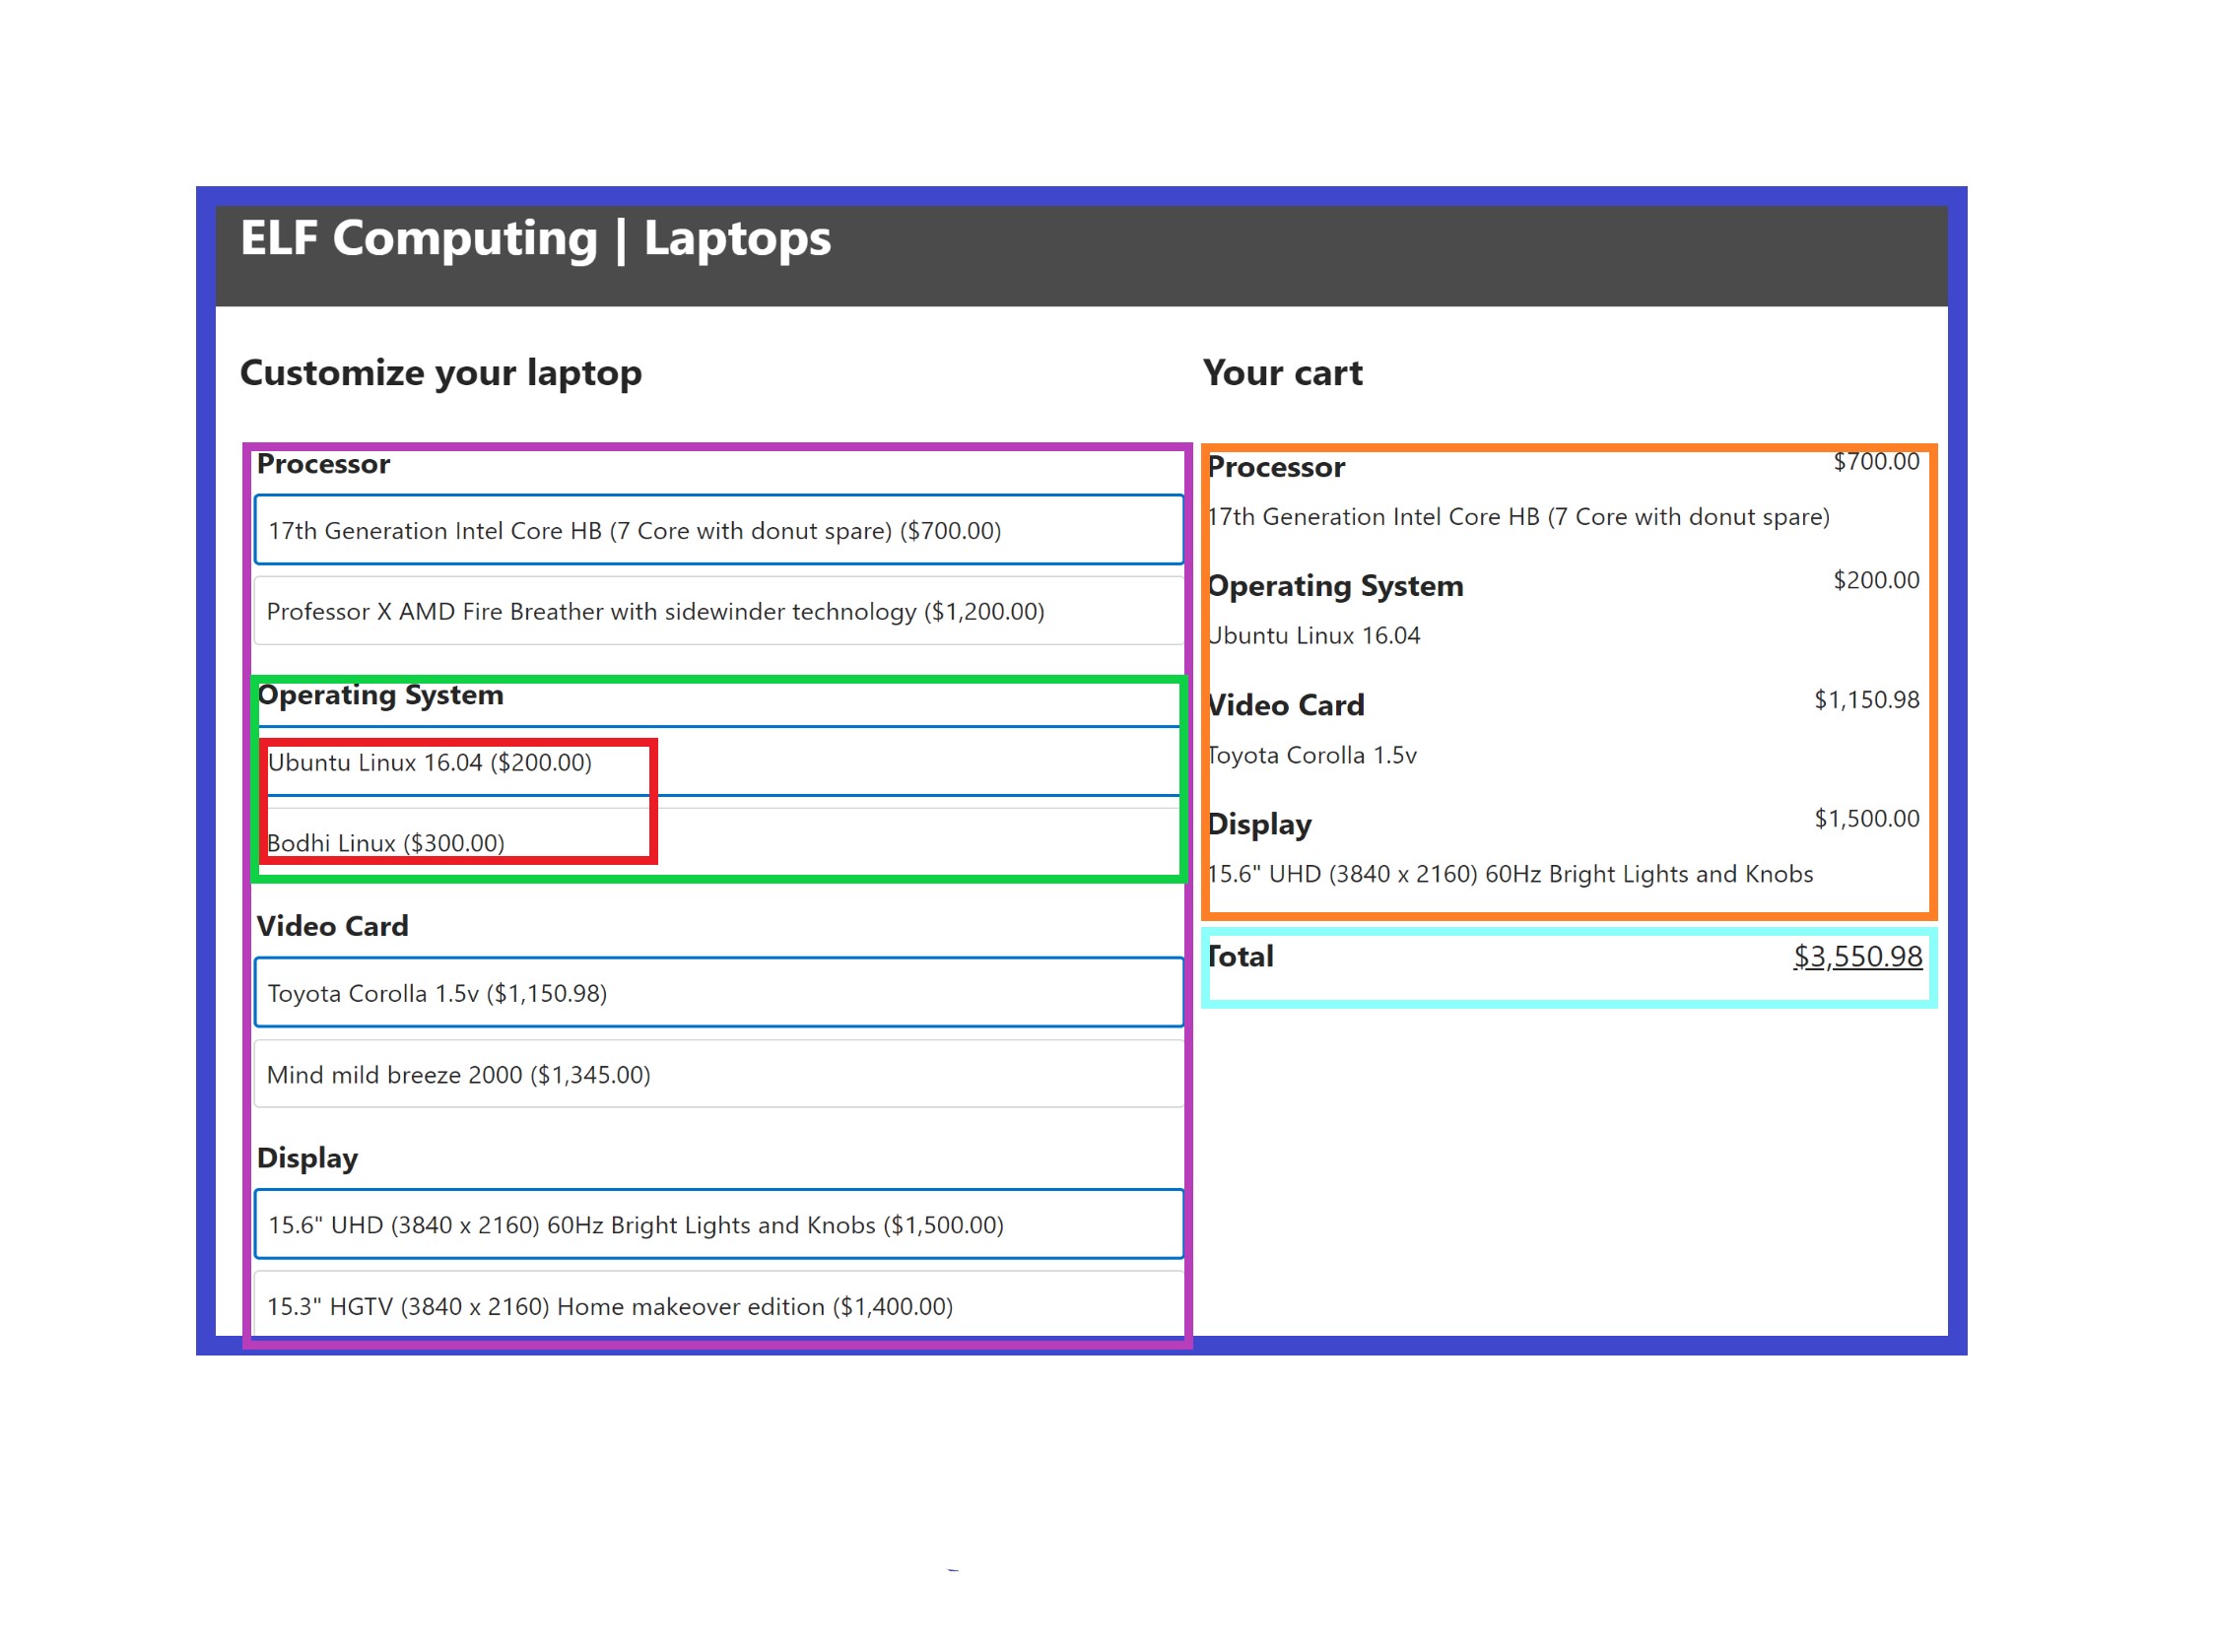 ELF Computing | Laptops
Customize your laptop
Processor
17th Generation Intel Core HB (7 Core with donut spare) ($700.00)
Professor X AMD Fire Breather with sidewinder technology ($1,200.00)
Operating System
Ubuntu Linux 16.04 ($200.00)
Bodhi Linux ($300.00)
Video Card
Toyota Corolla 1.5v ($1,150.98)
Mind mild breeze 2000 ($1,345.00)
Display
15.6" UHD (3840 x 2160) 60Hz Bright Lights and Knobs ($1,500.00)
15.3" HGTV (3840 x 2160) Home makeover edition ($1,400.00)
Your cart
Processor $700.00
17th Generation Intel Core HB (7 Core with donut spare)
Operating System $200.00
Ubuntu Linux 16.04
Video Card $1,150.98
Toyota Corolla 1.5v
Display $1,500.00
15.6" UHD (3840 x 2160) 60Hz Bright Lights and Knobs
Total $3,550.98